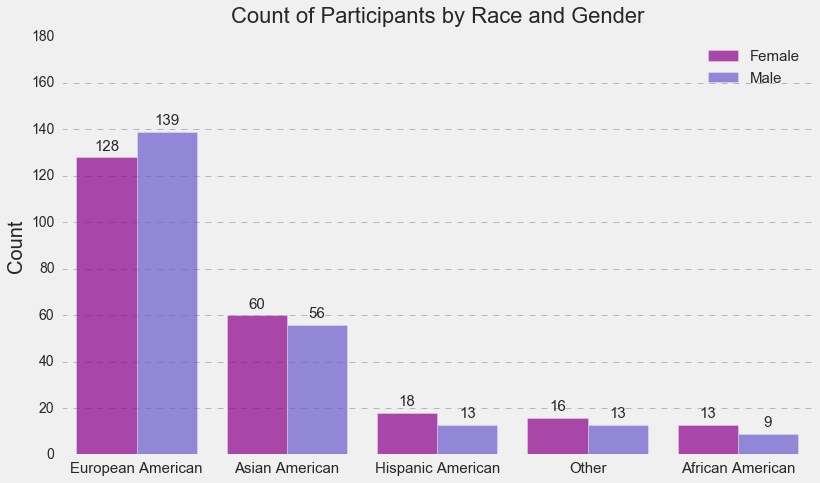 Count of Participants by Race and Gender
180
160
140
120
100
80
60
40
20
0
Count
Female
Male
128
139
60
56
18
13
16
13
13
9
European American
Asian American
Hispanic American
Other
African American